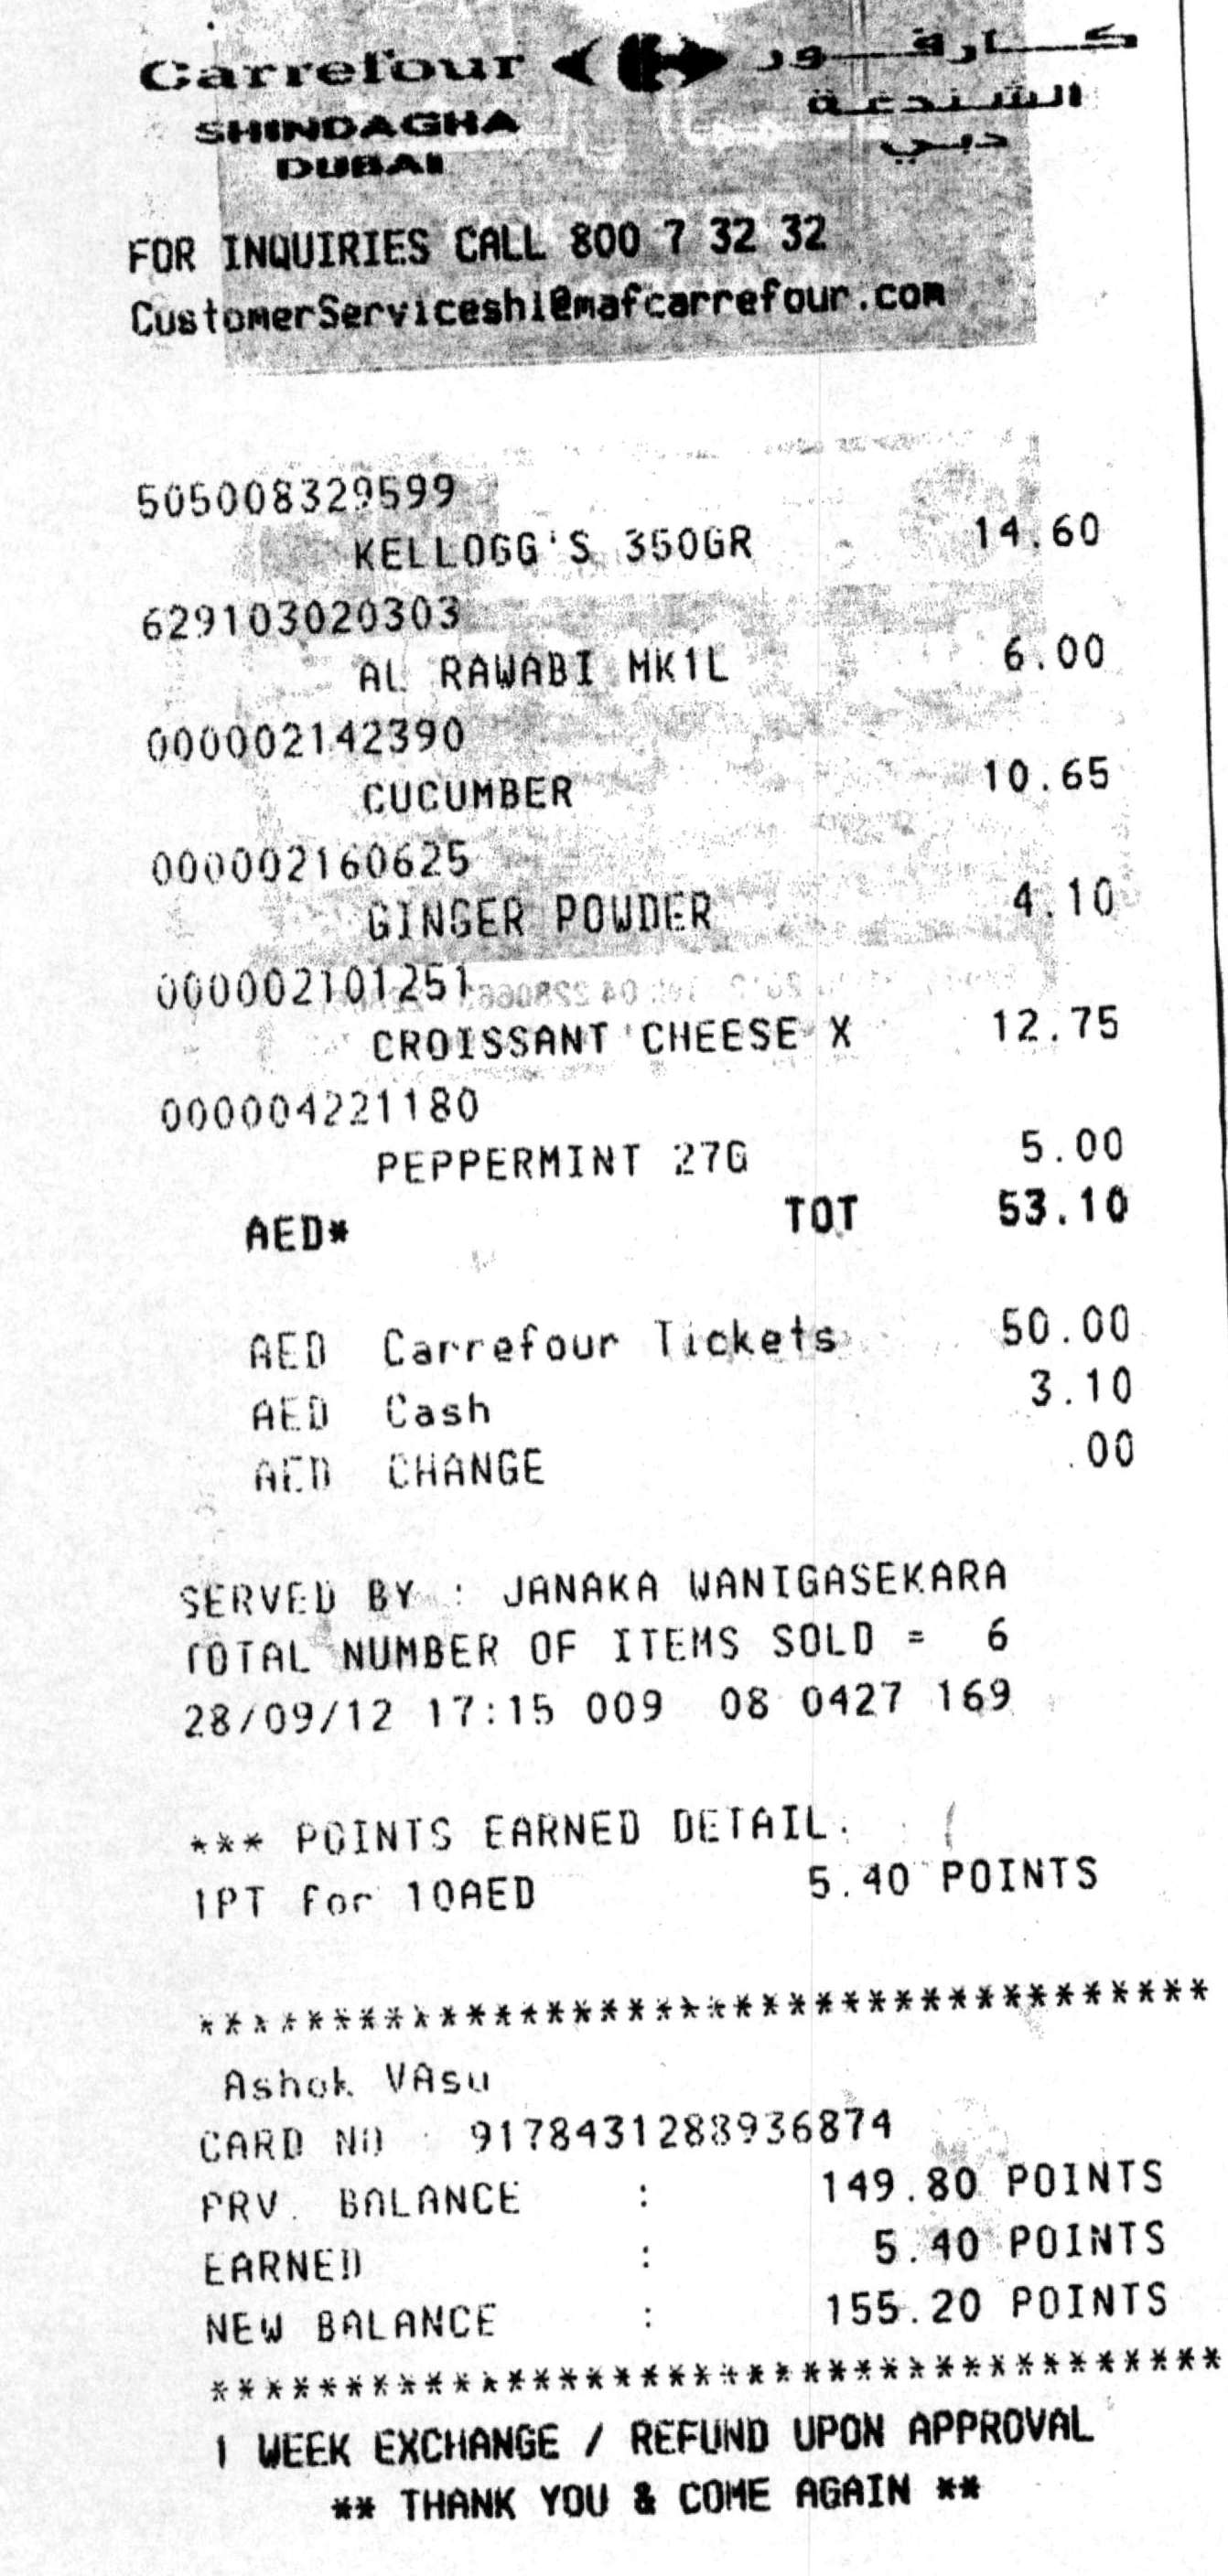 Carrefour كارفور
SHINDAGHA الشندغة
DUBAI دبي
FOR INQUIRIES CALL 800 7 32 32
CustomerServiceshl@mafcarrefour.com
505008329599
KELLOGG'S 350GR 14.60
629103020303
AL RAWABI MK1L 6.00
000002142390
CUCUMBER 10.65
000002160625
GINGER POWDER 4.10
000002101251
CROISSANT CHEESE X 12.75
000004221180
PEPPERMINT 27G 5.00
AED* TOT 53.10
AED Carrefour Tickets 50.00
AED Cash 3.10
AED CHANGE .00
SERVED BY : JANAKA WANIGASEKARA
TOTAL NUMBER OF ITEMS SOLD = 6
28/09/12 17:15 009 08 0427 169
*** POINTS EARNED DETAIL.
1PT for 10AED 5.40 POINTS
**************************************
Ashok VAsu
CARD NO : 9178431288936874
PRV. BALANCE : 149.80 POINTS
EARNED : 5.40 POINTS
NEW BALANCE : 155.20 POINTS
**************************************
1 WEEK EXCHANGE / REFUND UPON APPROVAL
** THANK YOU & COME AGAIN **